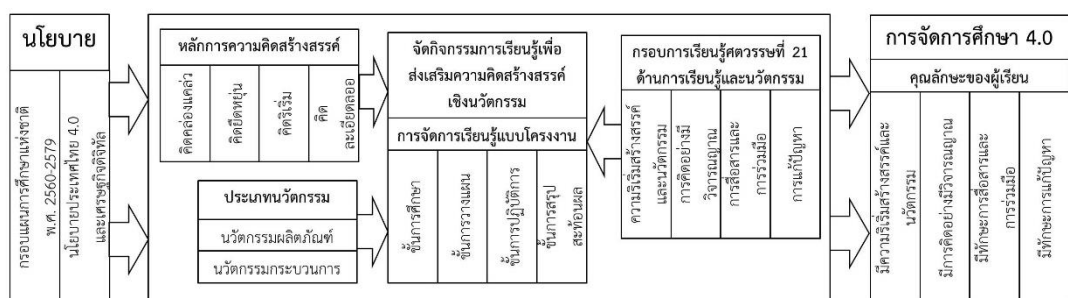 นโยบาย
กรอบแผนการศึกษาแห่งชาติ
พ.ศ. 2560-2579
นโยบายประเทศไทย 4.0
และเศรษฐกิจดิจิทัล
หลักการความคิดสร้างสรรค์
คิดคล่องแคล่ว
คิดยืดหยุ่น
คิดริเริ่ม
คิด
ละเอียดลออ
ประเภทนวัตกรรม
นวัตกรรมผลิตภัณฑ์
นวัตกรรมกระบวนการ
จัดกิจกรรมการเรียนรู้เพื่อ
ส่งเสริมความคิดสร้างสรรค์
เชิงนวัตกรรม
การจัดการเรียนรู้แบบโครงงาน
ขั้นการศึกษา
ขั้นการวางแผน
ขั้นการปฏิบัติการ
ขั้นการสรุป
สะท้อนผล
กรอบการเรียนรู้ศตวรรษที่ 21
ด้านการเรียนรู้และนวัตกรรม
ความริเริ่มสร้างสรรค์
และนวัตกรรม
การคิดอย่างมี
วิจารณญาณ
การสื่อสารและ
การร่วมมือ
การแก้ปัญหา
การจัดการศึกษา 4.0
คุณลักษะของผู้เรียน
มีความริเริ่มสร้างสรรค์และ
นวัตกรรม
มีการคิดอย่างมีวิจารณญาณ
มีทักษะการสื่อสารและ
การร่วมมือ
มีทักษะการแก้ปัญหา